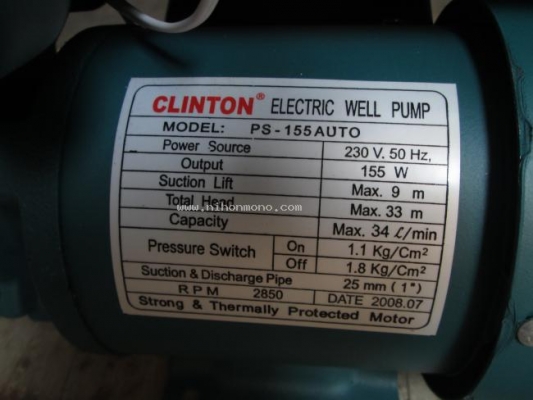 CLINTON® ELECTRIC WELL PUMP
MODEL: PS-155AUTO
Power Source 230 V. 50 Hz,
Output 155 W
Suction Lift Max. 9 m
Total Head Max. 33 m
www.nihonmono.com
Capacity Max. 34 ℒ/min
Pressure Switch On 1.1 Kg/Cm²
Off 1.8 Kg/Cm²
Suction & Discharge Pipe 25 mm (1")
RPM 2850 DATE 2008.07
Strong & Thermally Protected Motor